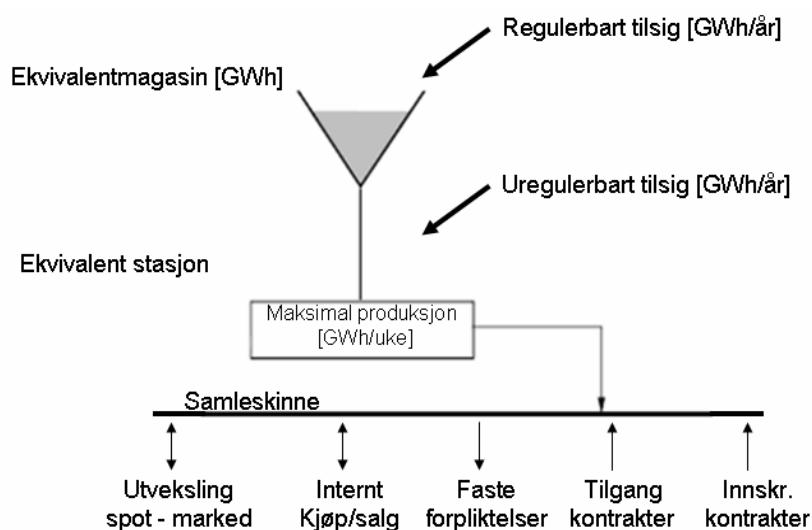 Regulerbart tilsig [GWh/år]
Ekvivalentmagasin [GWh]
Uregulerbart tilsig [GWh/år]
Ekvivalent stasjon
Maksimal produksjon
[GWh/uke]
Samleskinne
Utveksling
spot - marked
Internt
Kjøp/salg
Faste
forpliktelser
Tilgang
kontrakter
Innskr.
kontrakter